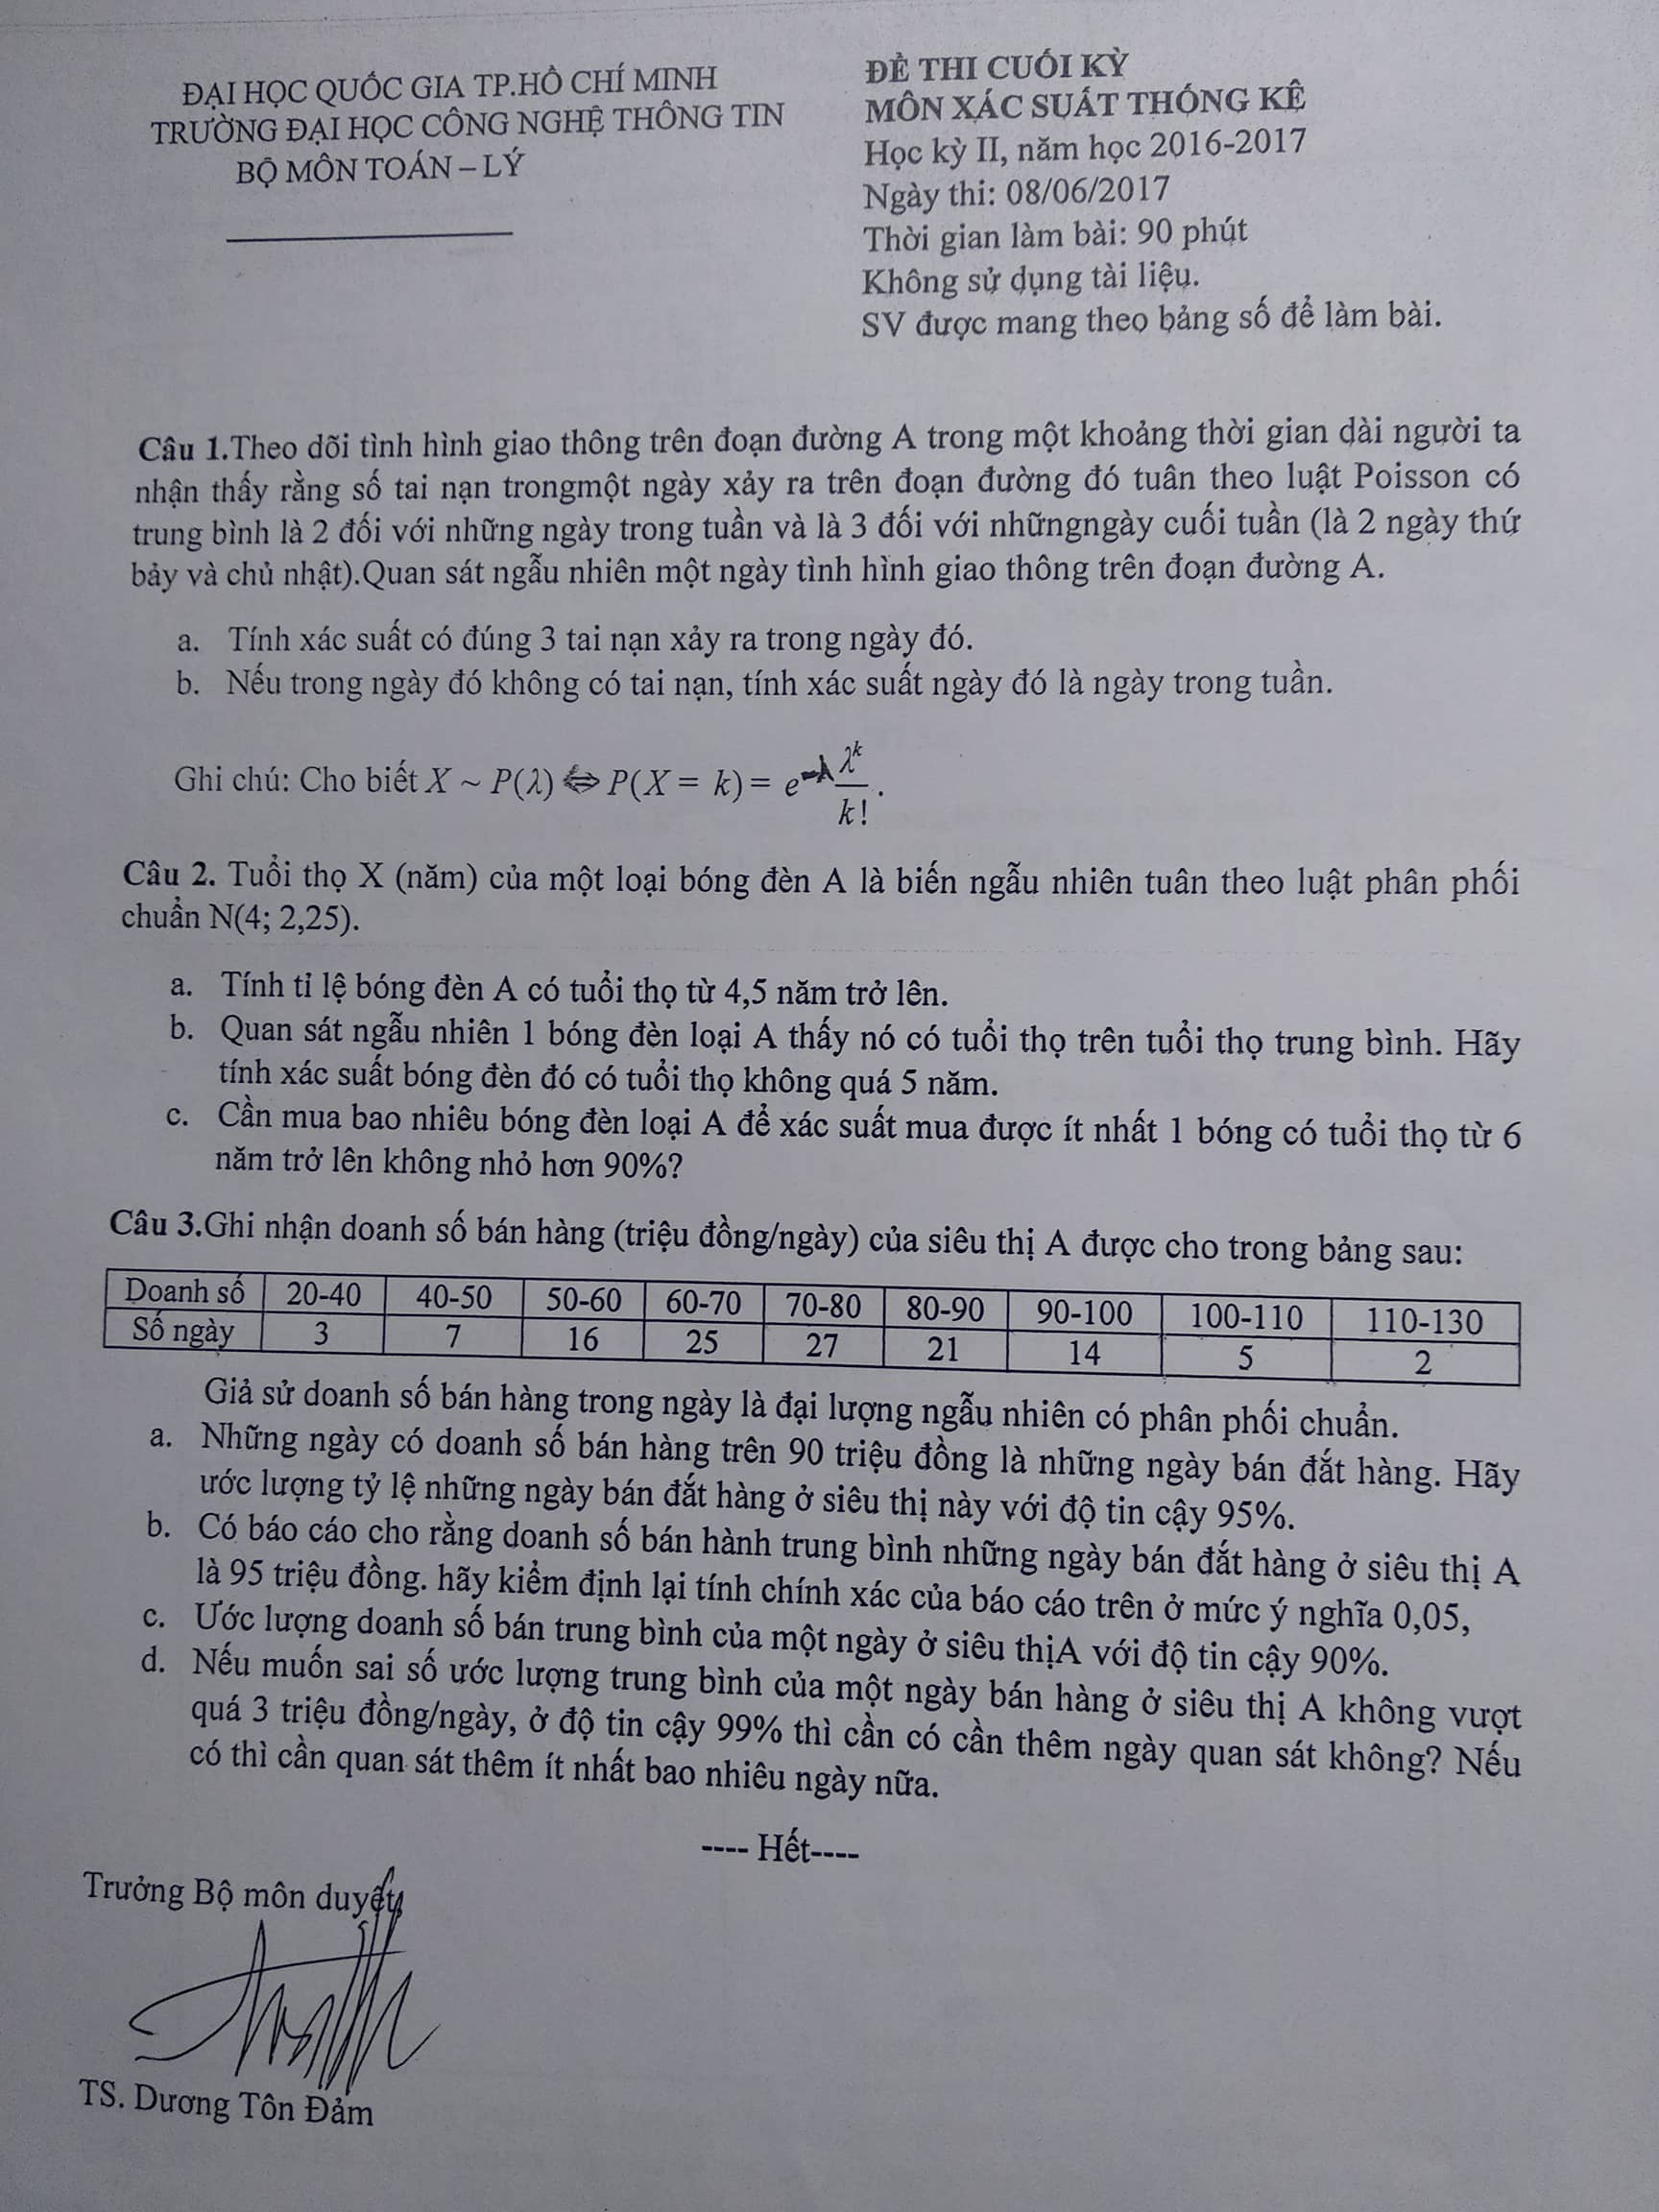 ĐẠI HỌC QUỐC GIA TP.HỒ CHÍ MINH
TRƯỜNG ĐẠI HỌC CÔNG NGHỆ THÔNG TIN
BỘ MÔN TOÁN – LÝ
ĐỀ THI CUỐI KỲ
MÔN XÁC SUẤT THỐNG KÊ
Học kỳ II, năm học 2016-2017
Ngày thi: 08/06/2017
Thời gian làm bài: 90 phút
Không sử dụng tài liệu.
SV được mang theo bảng số để làm bài.
Câu 1.Theo dõi tình hình giao thông trên đoạn đường A trong một khoảng thời gian dài người ta
nhận thấy rằng số tai nạn trongmột ngày xảy ra trên đoạn đường đó tuân theo luật Poisson có
trung bình là 2 đối với những ngày trong tuần và là 3 đối với nhữngngày cuối tuần (là 2 ngày thứ
bảy và chủ nhật).Quan sát ngẫu nhiên một ngày tình hình giao thông trên đoạn đường A.
a. Tính xác suất có đúng 3 tai nạn xảy ra trong ngày đó.
b. Nếu trong ngày đó không có tai nạn, tính xác suất ngày đó là ngày trong tuần.
Ghi chú: Cho biết X ~ P(λ) ⇔ P(X = k) = e^{-λ} λ^k / k! .
Câu 2. Tuổi thọ X (năm) của một loại bóng đèn A là biến ngẫu nhiên tuân theo luật phân phối
chuẩn N(4; 2,25).
a. Tính tỉ lệ bóng đèn A có tuổi thọ từ 4,5 năm trở lên.
b. Quan sát ngẫu nhiên 1 bóng đèn loại A thấy nó có tuổi thọ trên tuổi thọ trung bình. Hãy
tính xác suất bóng đèn đó có tuổi thọ không quá 5 năm.
c. Cần mua bao nhiêu bóng đèn loại A để xác suất mua được ít nhất 1 bóng có tuổi thọ từ 6
năm trở lên không nhỏ hơn 90%?
Câu 3.Ghi nhận doanh số bán hàng (triệu đồng/ngày) của siêu thị A được cho trong bảng sau:
Doanh số 20-40 40-50 50-60 60-70 70-80 80-90 90-100 100-110 110-130
Số ngày 3 7 16 25 27 21 14 5 2
Giả sử doanh số bán hàng trong ngày là đại lượng ngẫu nhiên có phân phối chuẩn.
a. Những ngày có doanh số bán hàng trên 90 triệu đồng là những ngày bán đắt hàng. Hãy
ước lượng tỷ lệ những ngày bán đắt hàng ở siêu thị này với độ tin cậy 95%.
b. Có báo cáo cho rằng doanh số bán hành trung bình những ngày bán đắt hàng ở siêu thị A
là 95 triệu đồng. hãy kiểm định lại tính chính xác của báo cáo trên ở mức ý nghĩa 0,05,
c. Ước lượng doanh số bán trung bình của một ngày ở siêu thịA với độ tin cậy 90%.
d. Nếu muốn sai số ước lượng trung bình của một ngày bán hàng ở siêu thị A không vượt
quá 3 triệu đồng/ngày, ở độ tin cậy 99% thì cần có cần thêm ngày quan sát không? Nếu
có thì cần quan sát thêm ít nhất bao nhiêu ngày nữa.
---- Hết----
Trưởng Bộ môn duyệt
TS. Dương Tôn Đảm